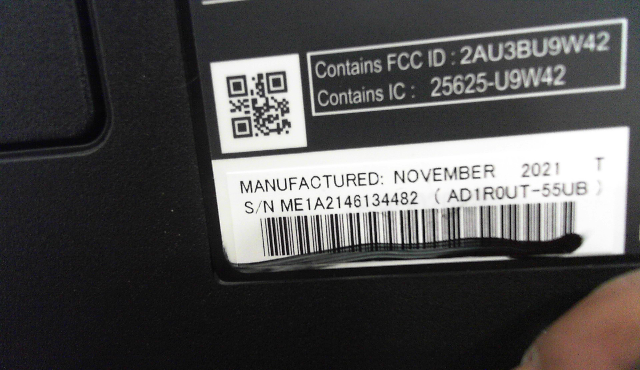 Contains FCC ID : 2AU3BU9W42
Contains IC : 25625-U9W42
MANUFACTURED: NOVEMBER 2021 T
S/N ME1A2146134482 ( AD1R0UT-55UB )